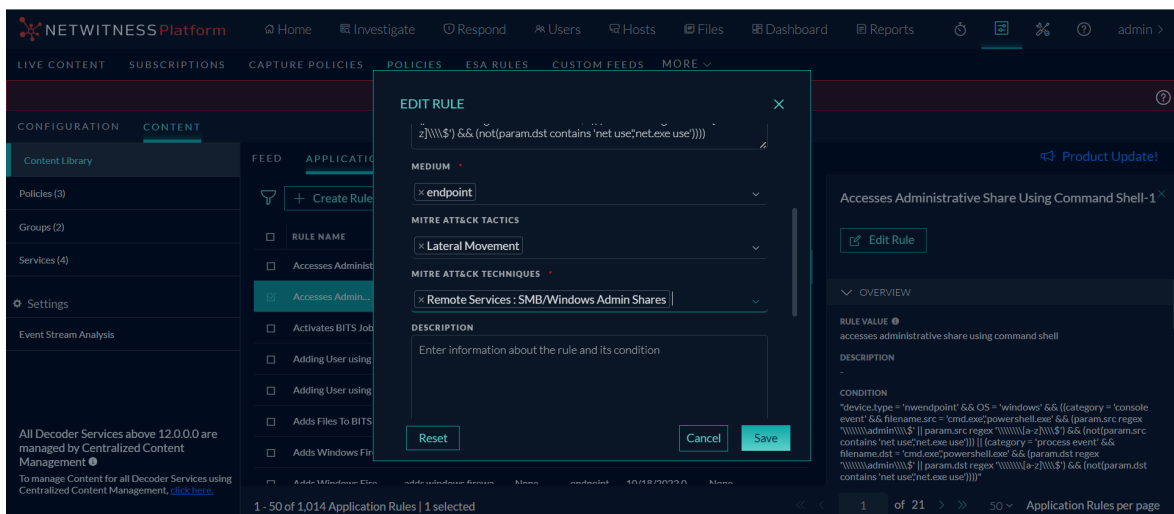 NETWITNESS Platform
Home
Investigate
Respond
Users
Hosts
Files
Dashboard
Reports
admin >
LIVE CONTENT
SUBSCRIPTIONS
CAPTURE POLICIES
POLICIES
ESA RULES
CUSTOM FEEDS
MORE
CONFIGURATION
CONTENT
Content Library
Policies (3)
Groups (2)
Services (4)
Settings
Event Stream Analysis
All Decoder Services above 12.0.0.0 are
managed by Centralized Content
Management
To manage Content for all Decoder Services using
Centralized Content Management, click here.
FEED
APPLICATIO
+ Create Rule
RULE NAME
Accesses Administ
Accesses Admin...
Activates BITS Job
Adding User using
Adding User using
Adds Files To BITS
Adds Windows Fir
Adds Windows Fire
adds windows firewa
None
endpoint
10/18/2022 0
None
1 - 50 of 1,014 Application Rules | 1 selected
EDIT RULE
z]\\\\$') && (not(param.dst contains 'net use','net.exe use'))))
MEDIUM *
× endpoint
MITRE ATT&CK TACTICS
× Lateral Movement
MITRE ATT&CK TECHNIQUES *
× Remote Services : SMB/Windows Admin Shares
DESCRIPTION
Enter information about the rule and its condition
Reset
Cancel
Save
Product Update!
Accesses Administrative Share Using Command Shell-1
Edit Rule
OVERVIEW
RULE VALUE
accesses administrative share using command shell
DESCRIPTION
-
CONDITION
"device.type = 'nwendpoint' && OS = 'windows' && ((category = 'console
event' && filename.src = 'cmd.exe','powershell.exe' && (param.src regex
'\\\\\\\\admin\\\\$' || param.src regex '\\\\\\\\[a-z]\\\\$') && (not(param.src
contains 'net use','net.exe use'))) || (category = 'process event' &&
filename.dst = 'cmd.exe','powershell.exe' && (param.dst regex
'\\\\\\\\admin\\\\$' || param.dst regex '\\\\\\\\[a-z]\\\\$') && (not(param.dst
contains 'net use','net.exe use'))))"
1 of 21 > >>
50
Application Rules per page